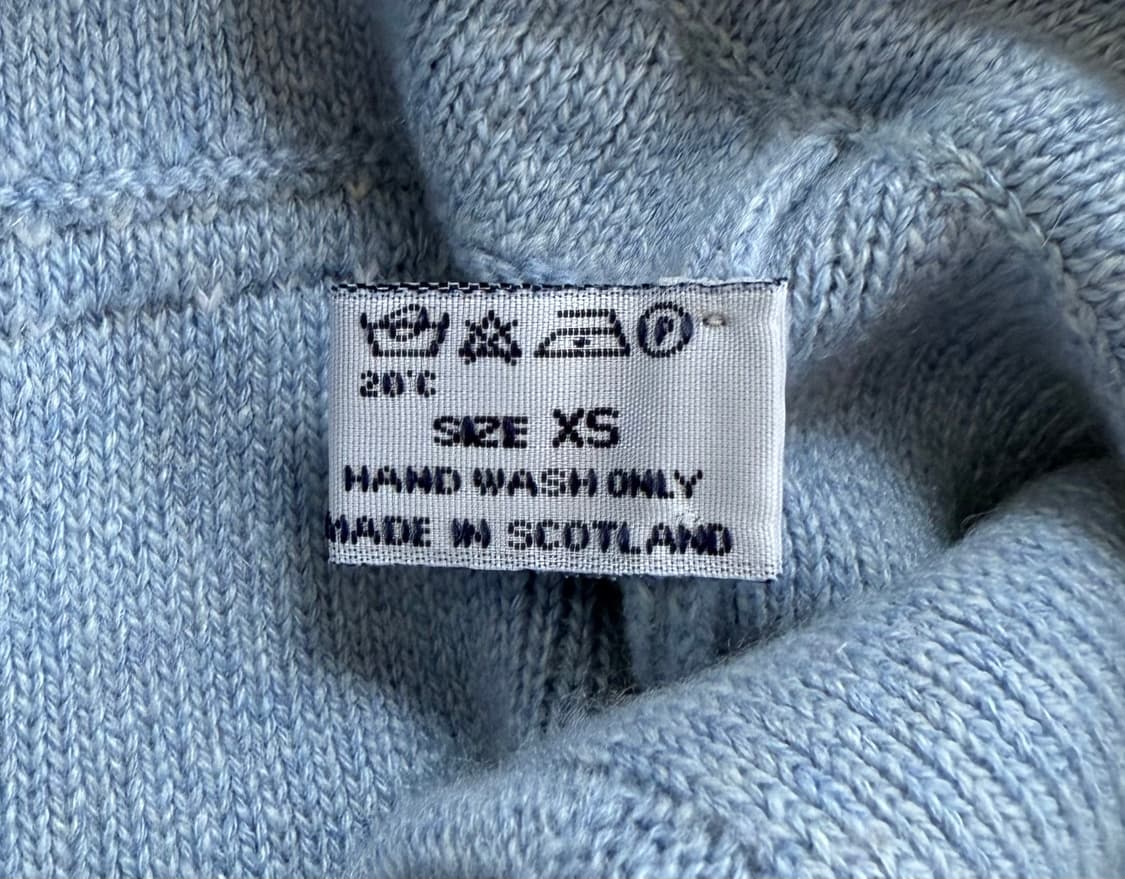 P
20°C
SIZE XS
HAND WASH ONLY
MADE IN SCOTLAND